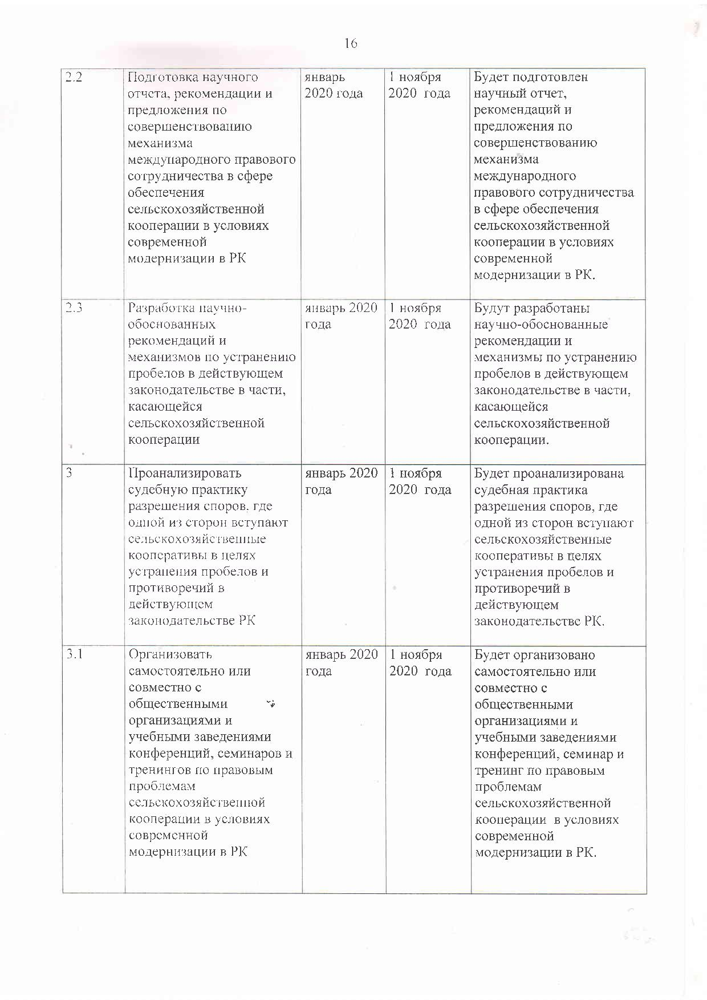 16
2.2
Подготовка научного
отчета, рекомендации и
предложения по
совершенствованию
механизма
международного правового
сотрудничества в сфере
обеспечения
сельскохозяйственной
кооперации в условиях
современной
модернизации в РК
январь
2020 года
1 ноября
2020 года
Будет подготовлен
научный отчет,
рекомендаций и
предложения по
совершенствованию
механизма
международного
правового сотрудничества
в сфере обеспечения
сельскохозяйственной
кооперации в условиях
современной
модернизации в РК.
2.3
Разработка научно-
обоснованных
рекомендаций и
механизмов по устранению
пробелов в действующем
законодательстве в части,
касающейся
сельскохозяйственной
кооперации
январь 2020
года
1 ноября
2020 года
Будут разработаны
научно-обоснованные
рекомендации и
механизмы по устранению
пробелов в действующем
законодательстве в части,
касающейся
сельскохозяйственной
кооперации.
3
Проанализировать
судебную практику
разрешения споров, где
одной из сторон вступают
сельскохозяйственные
кооперативы в целях
устранения пробелов и
противоречий в
действующем
законодательстве РК
январь 2020
года
1 ноября
2020 года
Будет проанализирована
судебная практика
разрешения споров, где
одной из сторон вступают
сельскохозяйственные
кооперативы в целях
устранения пробелов и
противоречий в
действующем
законодательстве РК.
3.1
Организовать
самостоятельно или
совместно с
общественными
организациями и
учебными заведениями
конференций, семинаров и
тренингов по правовым
проблемам
сельскохозяйственной
кооперации в условиях
современной
модернизации в РК
январь 2020
года
1 ноября
2020 года
Будет организовано
самостоятельно или
совместно с
общественными
организациями и
учебными заведениями
конференций, семинар и
тренинг по правовым
проблемам
сельскохозяйственной
кооперации в условиях
современной
модернизации в РК.